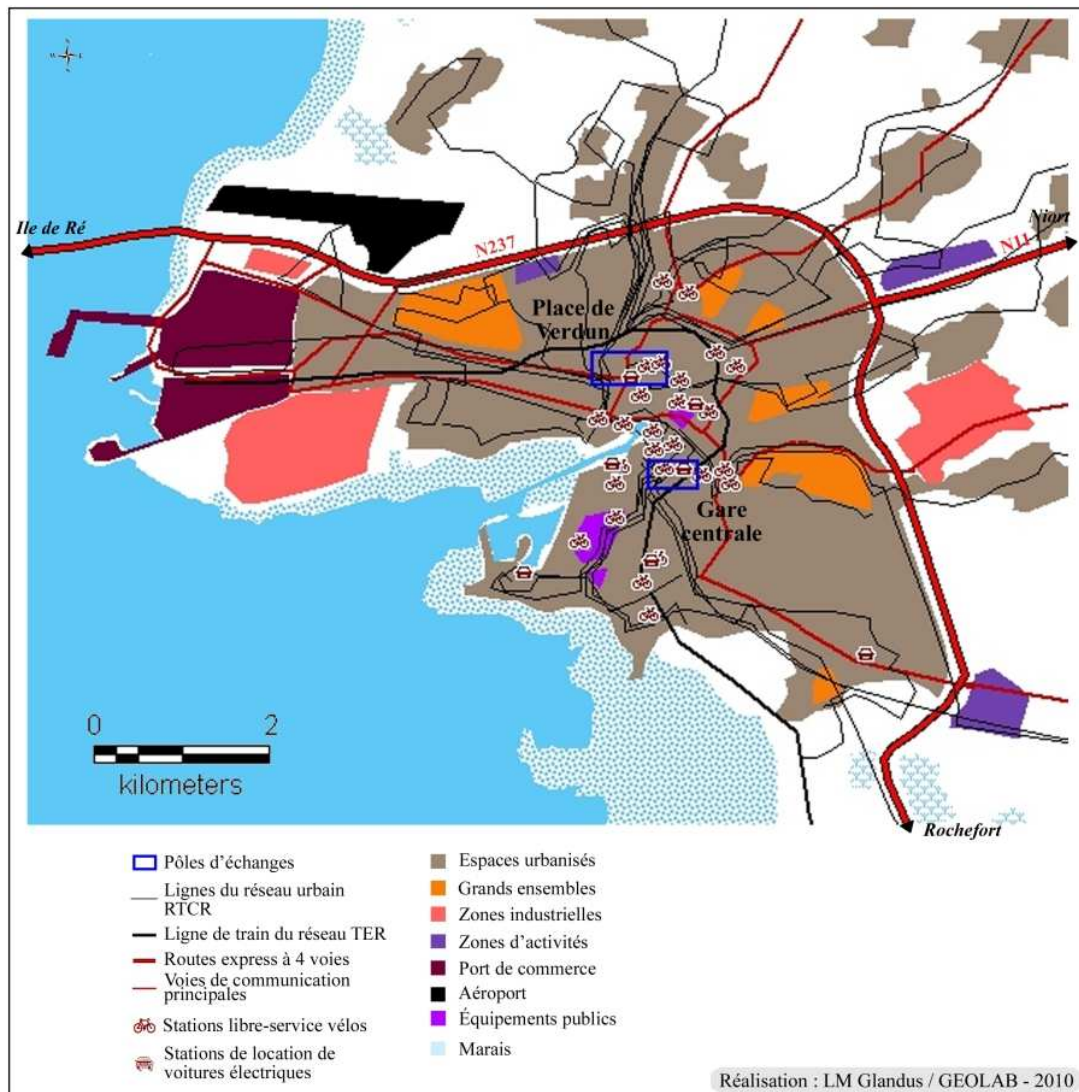 Ile de Ré
N237
Niort
N11
Place de
Verdun
Gare
centrale
0 2
kilometers
Rochefort
Pôles d'échanges
Lignes du réseau urbain
RTCR
Ligne de train du réseau TER
Routes express à 4 voies
Voies de communication
principales
Stations libre-service vélos
Stations de location de
voitures électriques
Espaces urbanisés
Grands ensembles
Zones industrielles
Zones d'activités
Port de commerce
Aéroport
Équipements publics
Marais
Réalisation : LM Glandus / GEOLAB - 2010